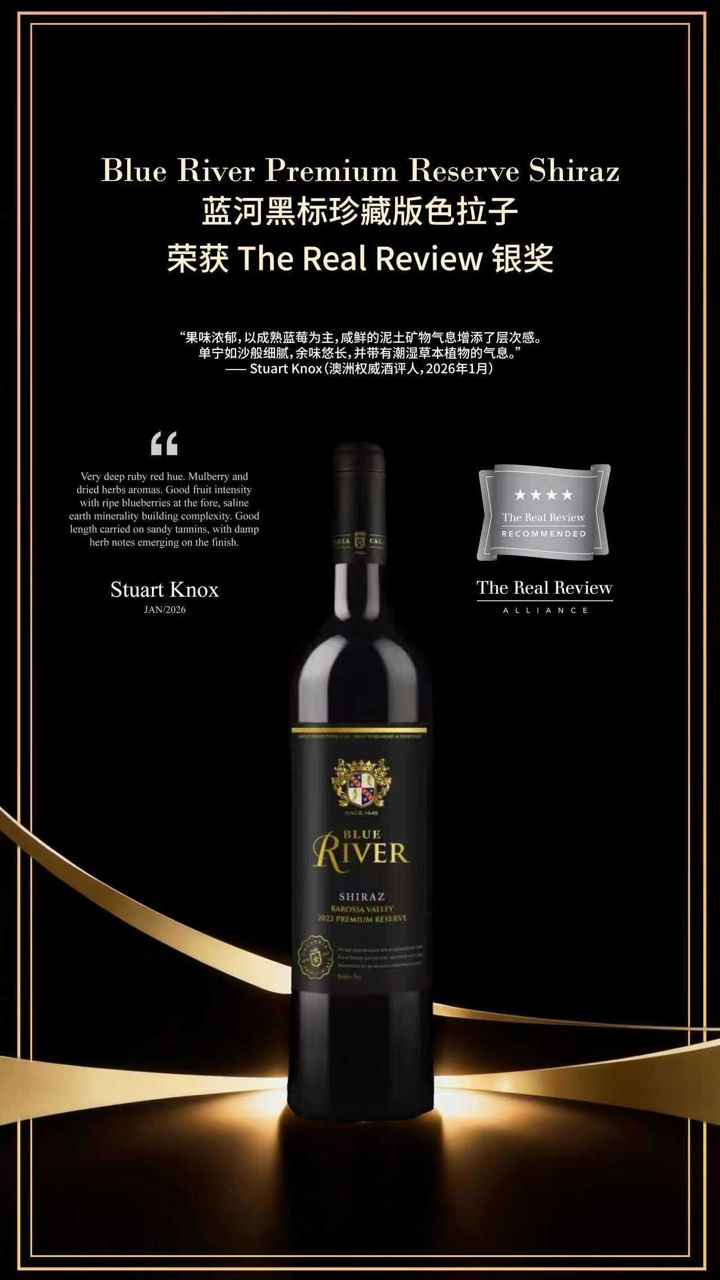 Blue River Premium Reserve Shiraz
蓝河黑标珍藏版色拉子
荣获 The Real Review 银奖
“果味浓郁，以成熟蓝莓为主，咸鲜的泥土矿物气息增添了层次感。
单宁如沙般细腻，余味悠长，并带有潮湿草本植物的气息。”
—— Stuart Knox（澳洲权威酒评人，2026年1月）
“
Very deep ruby red hue. Mulberry and
dried herbs aromas. Good fruit intensity
with ripe blueberries at the fore, saline
earth minerality building complexity. Good
length carried on sandy tannins, with damp
herb notes emerging on the finish.
Stuart Knox
JAN/2026
The Real Review
RECOMMENDED
The Real Review
ALLIANCE
SINCE 1945
BLUE
RIVER
SHIRAZ
BAROSSA VALLEY
2023 PREMIUM RESERVE